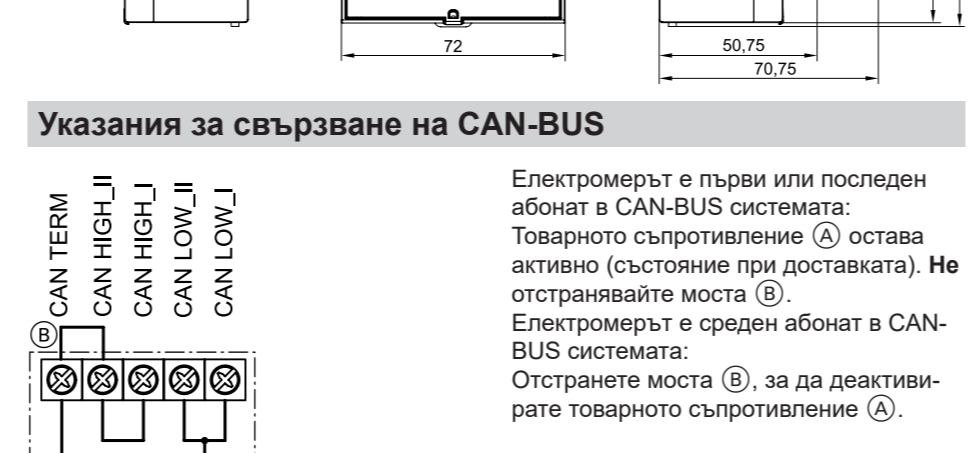 72
50,75
70,75
Указания за свързване на CAN-BUS
CAN TERM
CAN HIGH_II
CAN HIGH_I
CAN LOW_II
CAN LOW_I
B
Електромерът е първи или последен
абонат в CAN-BUS системата:
Товарното съпротивление Ⓐ остава
активно (състояние при доставката). Не
отстранявайте моста Ⓑ.
Електромерът е среден абонат в CAN-
BUS системата:
Отстранете моста Ⓑ, за да деактиви-
рате товарното съпротивление Ⓐ.